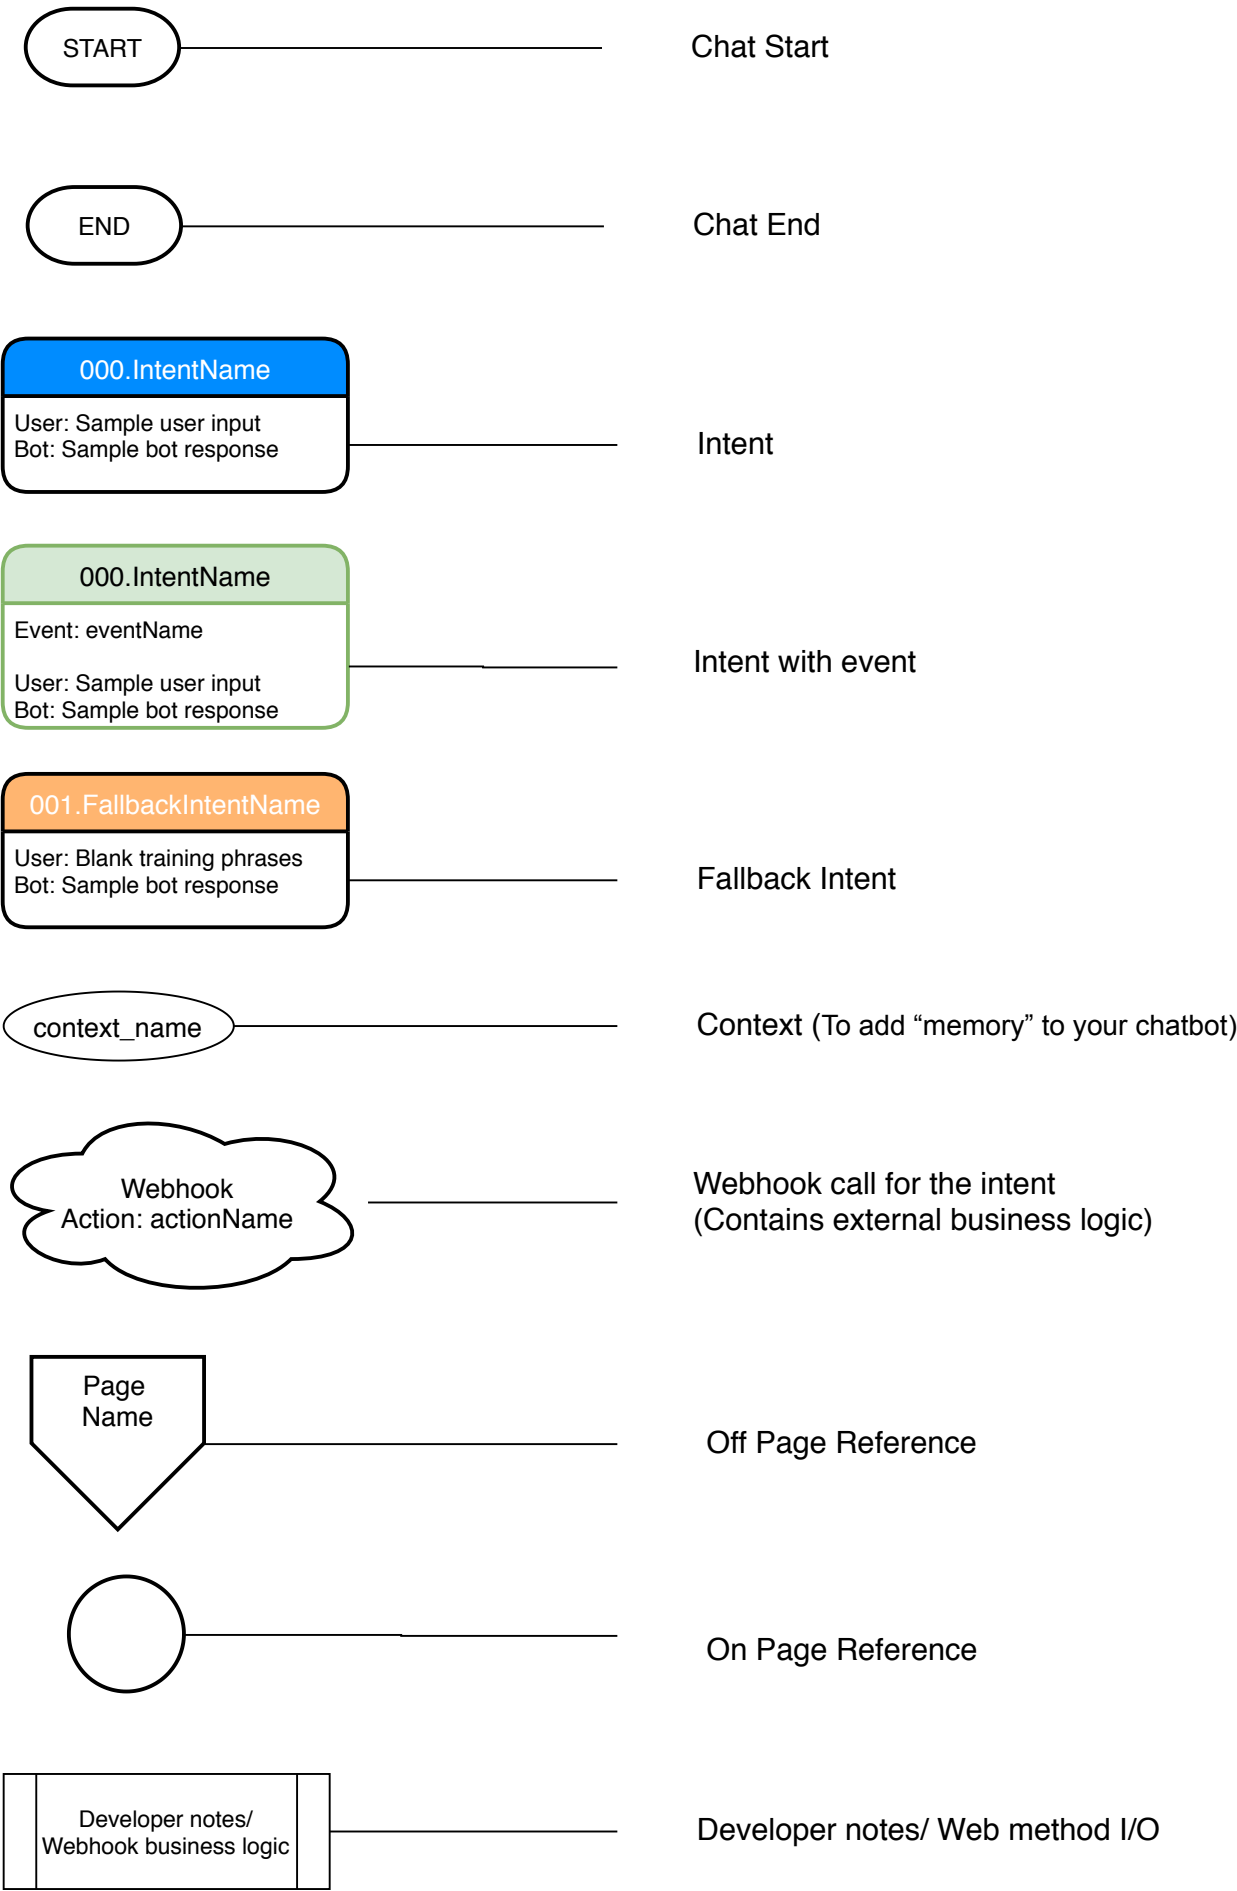 START
Chat Start
END
Chat End
000.IntentName
User: Sample user input
Bot: Sample bot response
Intent
000.IntentName
Event: eventName
User: Sample user input
Bot: Sample bot response
Intent with event
001.FallbackIntentName
User: Blank training phrases
Bot: Sample bot response
Fallback Intent
context_name
Context (To add “memory” to your chatbot)
Webhook
Action: actionName
Webhook call for the intent
(Contains external business logic)
Page
Name
Off Page Reference
On Page Reference
Developer notes/
Webhook business logic
Developer notes/ Web method I/O